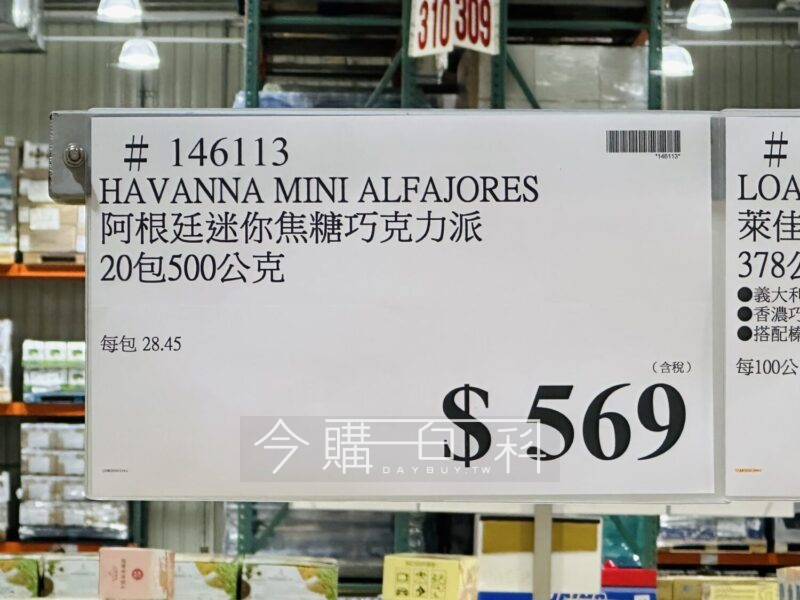 310 309
# 146113
*146113*
HAVANNA MINI ALFAJORES
阿根廷迷你焦糖巧克力派
20包500公克
每包 28.45
(含稅)
$ 569
今購百科
DAYBUY.TW
#
LOA
萊佳
378公
●義大利
●香濃巧
●搭配榛
每100公